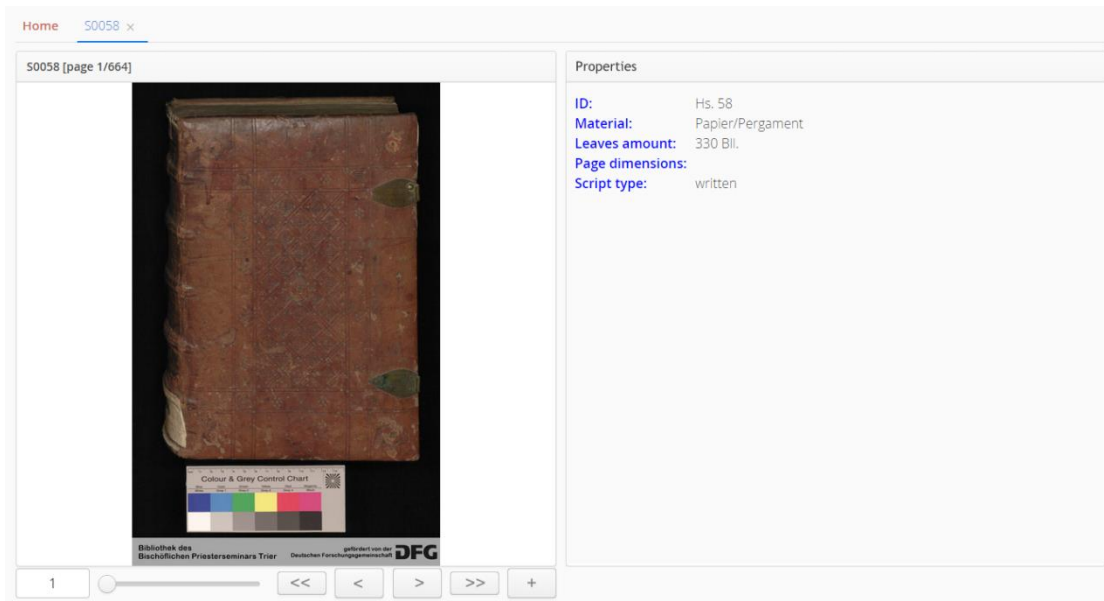 Home S0058 ×
S0058 [page 1/664]
Colour & Grey Control Chart
Bibliothek des
Bischöflichen Priesterseminars Trier
gefördert von der
Deutschen Forschungsgemeinschaft DFG
1 << < > >> +
Properties
ID: Hs. 58
Material: Papier/Pergament
Leaves amount: 330 Bll.
Page dimensions:
Script type: written